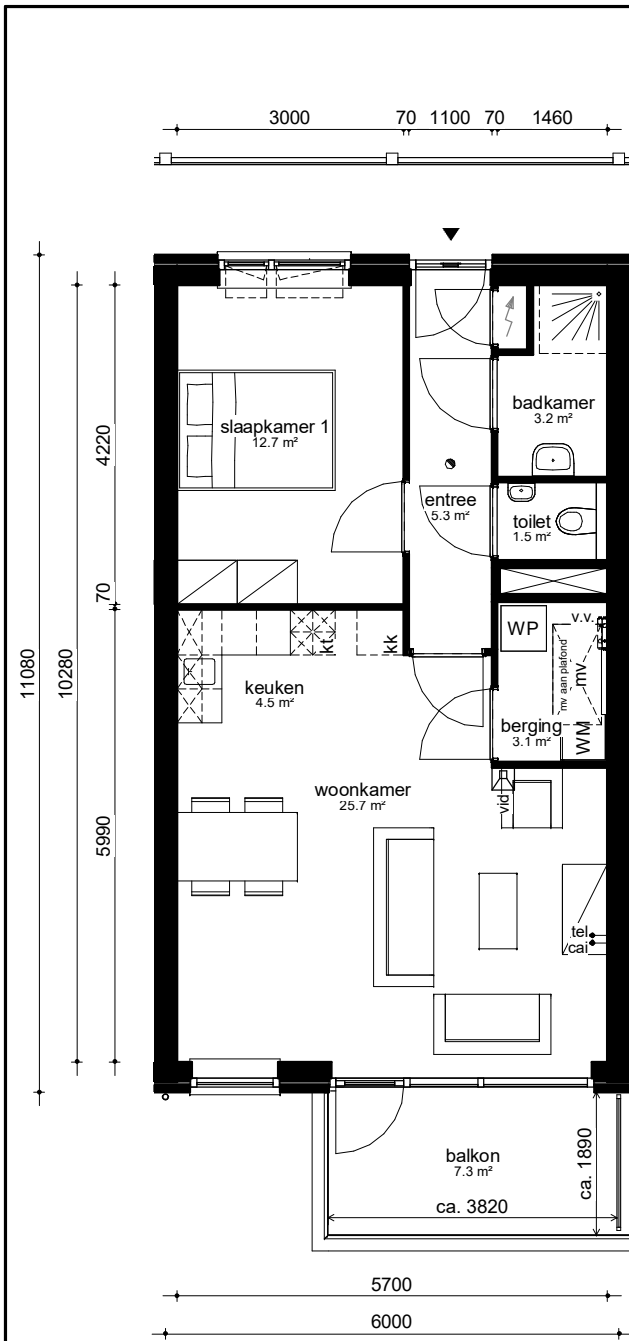 3000 70 1100 70 1460
11080
10280
4220
70
5990
slaapkamer 1
12.7 m²
badkamer
3.2 m²
entree
5.3 m²
toilet
1.5 m²
kt
kk
keuken
4.5 m²
WP
v.v.
mv aan plafond
mv
berging
3.1 m²
WM
woonkamer
25.7 m²
vid
tel
cai
balkon
7.3 m²
ca. 1890
ca. 3820
5700
6000